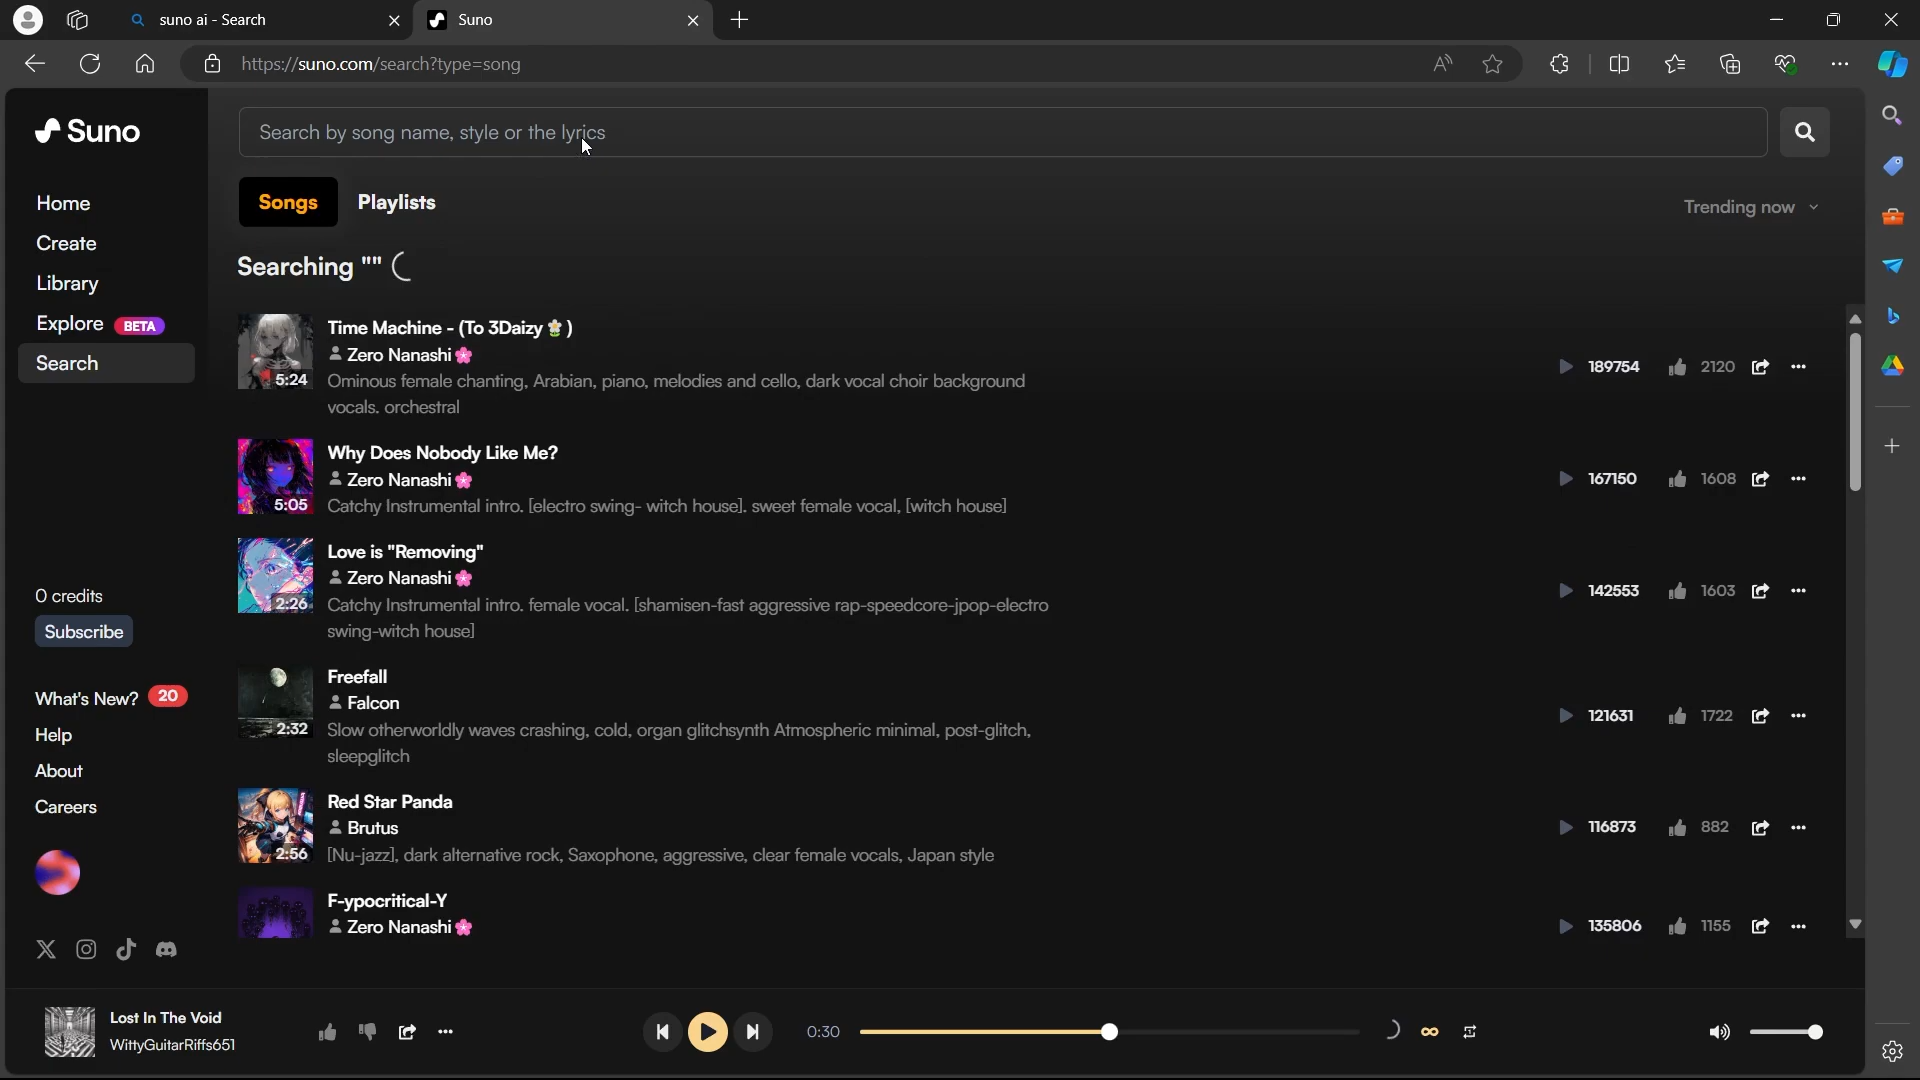 suno ai - Search
Suno
https://suno.com/search?type=song
Suno
Search by song name, style or the lyrics
Songs
Playlists
Trending now
Home
Create
Library
Explore BETA
Search
Searching ""
5:24
Time Machine - (To 3Daizy🌼)
Zero Nanashi🌸
Ominous female chanting, Arabian, piano, melodies and cello, dark vocal choir background
vocals. orchestral
189754 2120
5:05
Why Does Nobody Like Me?
Zero Nanashi🌸
Catchy Instrumental intro. [electro swing- witch house]. sweet female vocal, [witch house]
167150 1608
2:26
Love is "Removing"
Zero Nanashi🌸
Catchy Instrumental intro. female vocal. [shamisen-fast aggressive rap-speedcore-jpop-electro
swing-witch house]
142553 1603
2:32
Freefall
Falcon
Slow otherworldly waves crashing, cold, organ glitchsynth Atmospheric minimal, post-glitch,
sleepglitch
121631 1722
2:56
Red Star Panda
Brutus
[Nu-jazz], dark alternative rock, Saxophone, aggressive, clear female vocals, Japan style
116873 882
F-ypocritical-Y
Zero Nanashi🌸
135806 1155
0 credits
Subscribe
What's New? 20
Help
About
Careers
Lost In The Void
WittyGuitarRiffs651
0:30